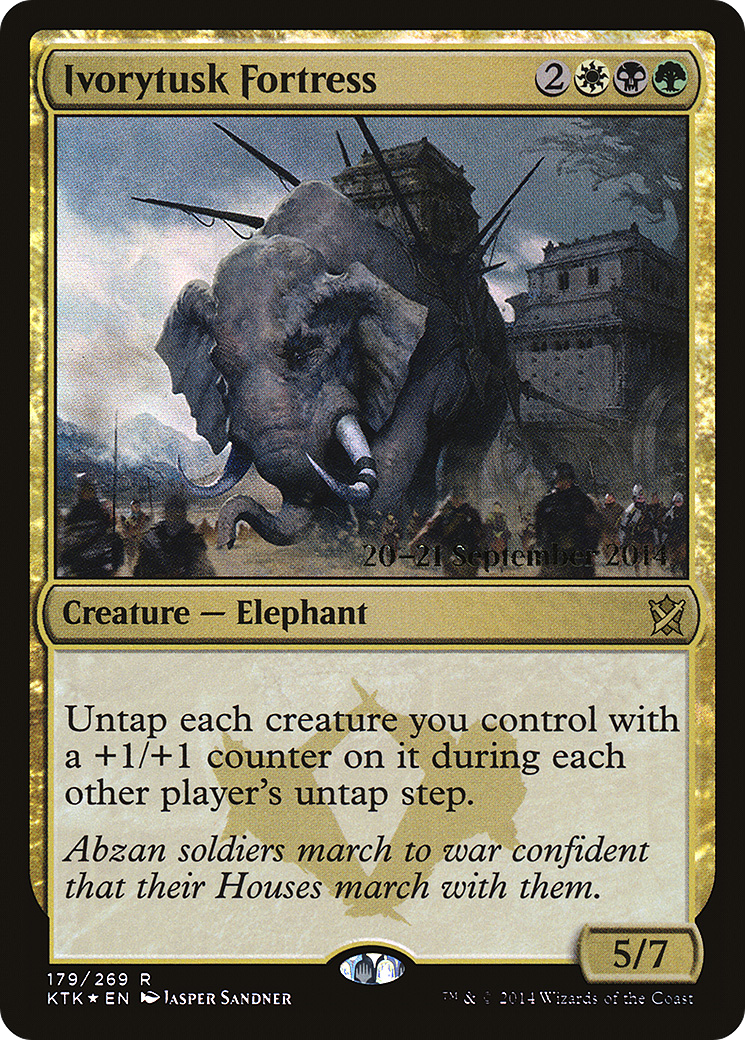 Ivorytusk Fortress 2
20–21 September 2014
Creature — Elephant
Untap each creature you control with
a +1/+1 counter on it during each
other player's untap step.
Abzan soldiers march to war confident
that their Houses march with them.
5/7
179/269 R
KTK★EN Jasper Sandner
™ & © 2014 Wizards of the Coast